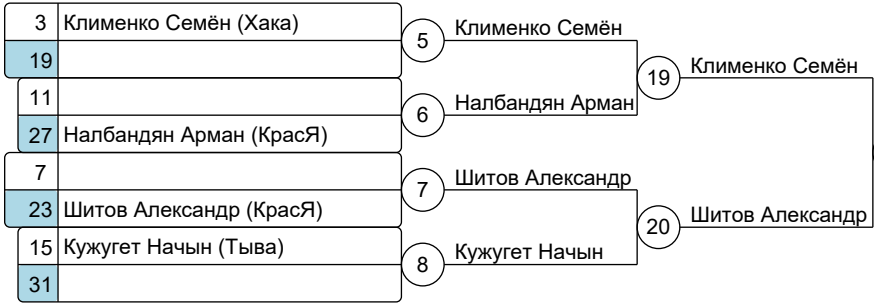 3 Клименко Семён (Хака)
19
11
27 Налбандян Арман (КрасЯ)
7
23 Шитов Александр (КрасЯ)
15 Кужугет Начын (Тыва)
31
5 Клименко Семён
6 Налбандян Арман
7 Шитов Александр
8 Кужугет Начын
19 Клименко Семён
20 Шитов Александр